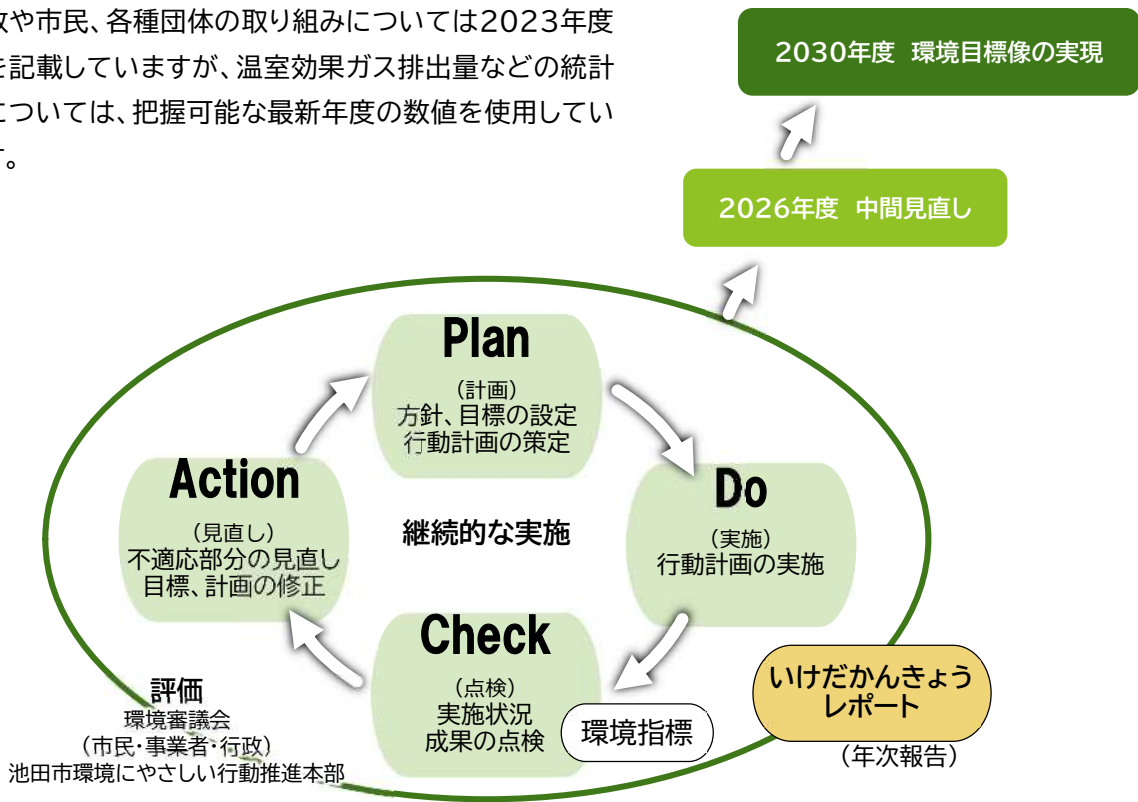 政や市民、各種団体の取り組みについては2023年度
を記載していますが、温室効果ガス排出量などの統計
については、把握可能な最新年度の数値を使用してい
す。
2030年度 環境目標像の実現
2026年度 中間見直し
Plan
(計画)
方針、目標の設定
行動計画の策定
Action
(見直し)
不適応部分の見直し
目標、計画の修正
継続的な実施
Do
(実施)
行動計画の実施
Check
(点検)
実施状況
成果の点検
環境指標
いけだかんきょう
レポート
(年次報告)
評価
環境審議会
(市民・事業者・行政)
池田市環境にやさしい行動推進本部